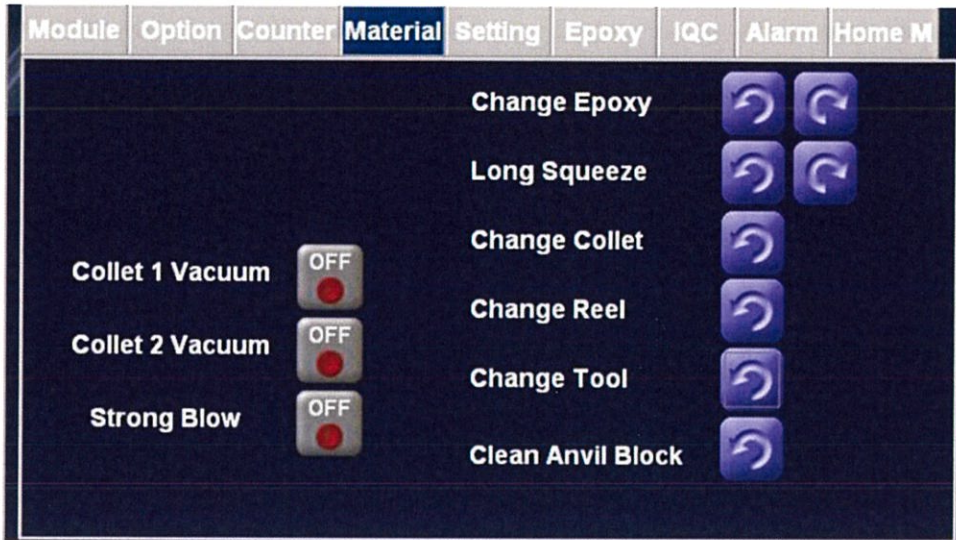 Module Option Counter Material Setting Epoxy IQC Alarm Home M
Change Epoxy
Long Squeeze
Change Collet
Collet 1 Vacuum OFF
Change Reel
Collet 2 Vacuum OFF
Change Tool
Strong Blow OFF
Clean Anvil Block